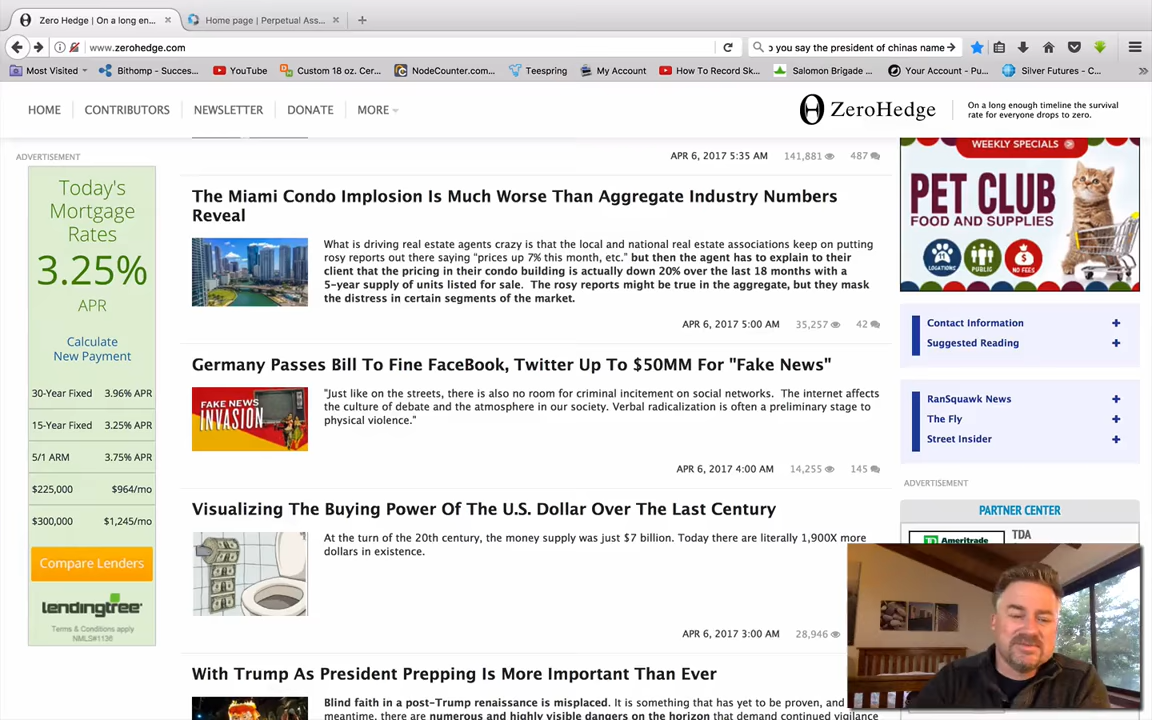 Zero Hedge | On a long en...
Home page | Perpetual Ass...
www.zerohedge.com
you say the president of chinas name
Most Visited
Bithomp - Succes...
YouTube
Custom 18 oz. Cer...
NodeCounter.com...
Teespring
My Account
How To Record Sk...
Salomon Brigade ...
Your Account - Pu...
Silver Futures - C...
HOME
CONTRIBUTORS
NEWSLETTER
DONATE
MORE
ZeroHedge
On a long enough timeline the survival
rate for everyone drops to zero.
ADVERTISEMENT
Today's
Mortgage
Rates
3.25%
APR
Calculate
New Payment
30-Year Fixed 3.96% APR
15-Year Fixed 3.25% APR
5/1 ARM 3.75% APR
$225,000 $964/mo
$300,000 $1,245/mo
Compare Lenders
lendingtree
Terms & Conditions apply
NMLS#1136
APR 6, 2017 5:35 AM 141,881 487
The Miami Condo Implosion Is Much Worse Than Aggregate Industry Numbers
Reveal
What is driving real estate agents crazy is that the local and national real estate associations keep on putting
rosy reports out there saying "prices up 7% this month, etc." but then the agent has to explain to their
client that the pricing in their condo building is actually down 20% over the last 18 months with a
5-year supply of units listed for sale. The rosy reports might be true in the aggregate, but they mask
the distress in certain segments of the market.
APR 6, 2017 5:00 AM 35,257 42
Germany Passes Bill To Fine FaceBook, Twitter Up To $50MM For "Fake News"
FAKE NEWS
INVASION
"Just like on the streets, there is also no room for criminal incitement on social networks. The internet affects
the culture of debate and the atmosphere in our society. Verbal radicalization is often a preliminary stage to
physical violence."
APR 6, 2017 4:00 AM 14,255 145
Visualizing The Buying Power Of The U.S. Dollar Over The Last Century
At the turn of the 20th century, the money supply was just $7 billion. Today there are literally 1,900X more
dollars in existence.
APR 6, 2017 3:00 AM 28,946
With Trump As President Prepping Is More Important Than Ever
Blind faith in a post-Trump renaissance is misplaced. It is something that has yet to be proven, and
meantime, there are numerous and highly visible dangers on the horizon that demand continued vigilance
WEEKLY SPECIALS
PET CLUB
FOOD AND SUPPLIES
LOCATIONS
PUBLIC
NO FEES
Contact Information +
Suggested Reading +
RanSquawk News +
The Fly +
Street Insider +
ADVERTISEMENT
PARTNER CENTER
Ameritrade
TDA